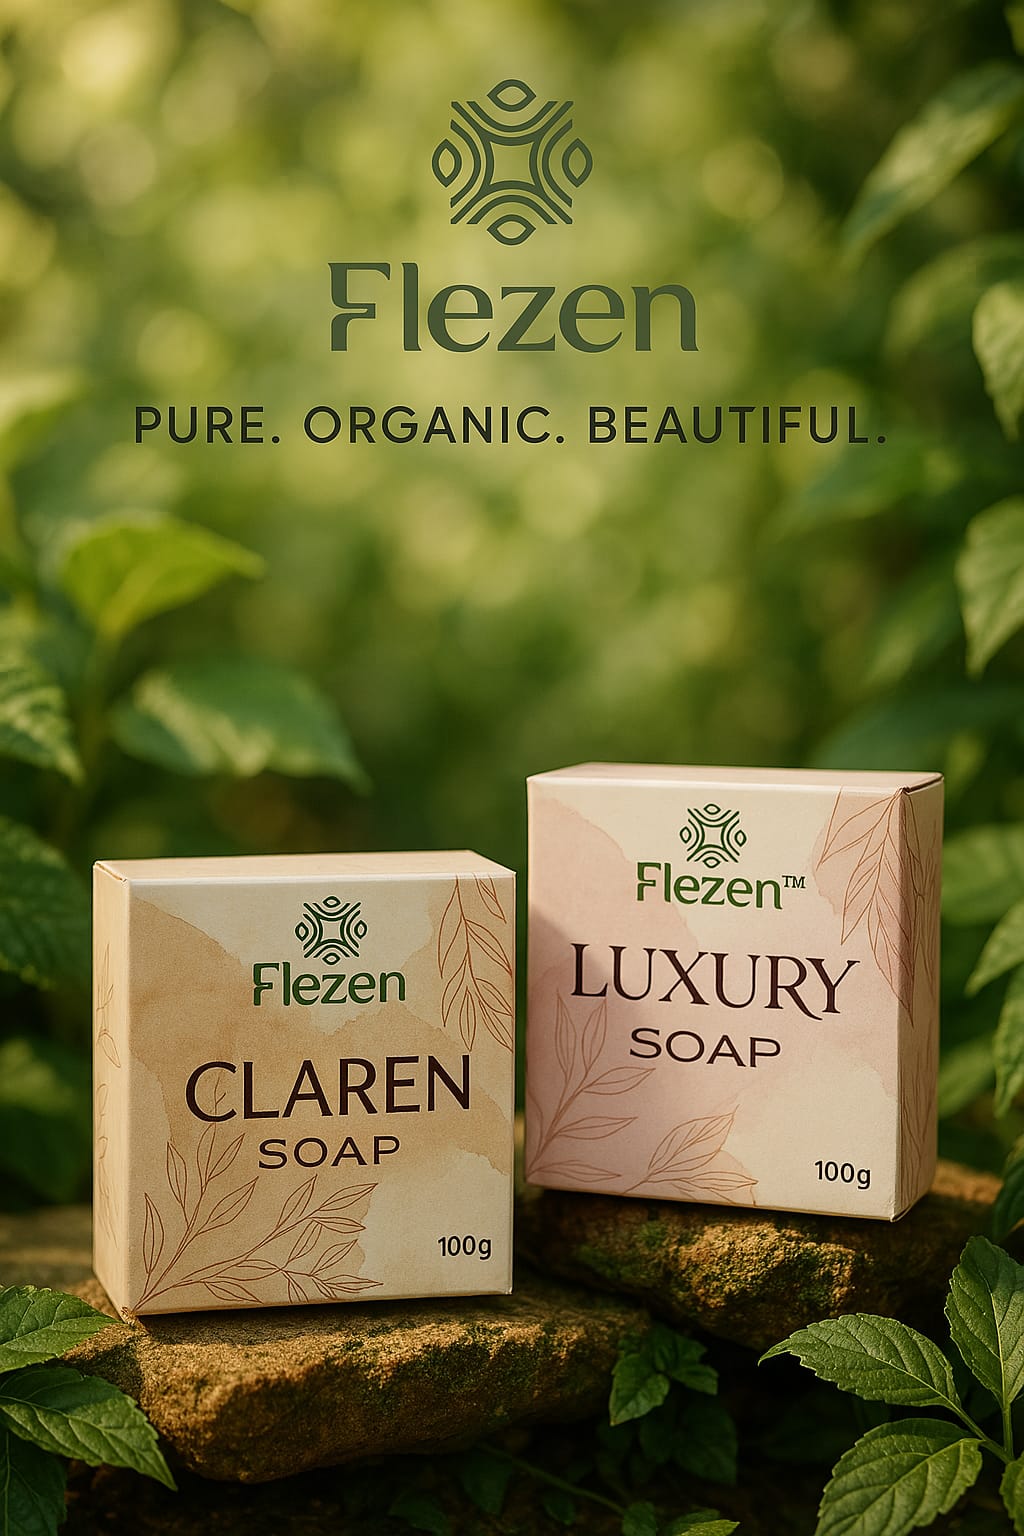 Flezen
PURE. ORGANIC. BEAUTIFUL.
Flezen
CLAREN
SOAP
100g
Flezen™
LUXURY
SOAP
100g